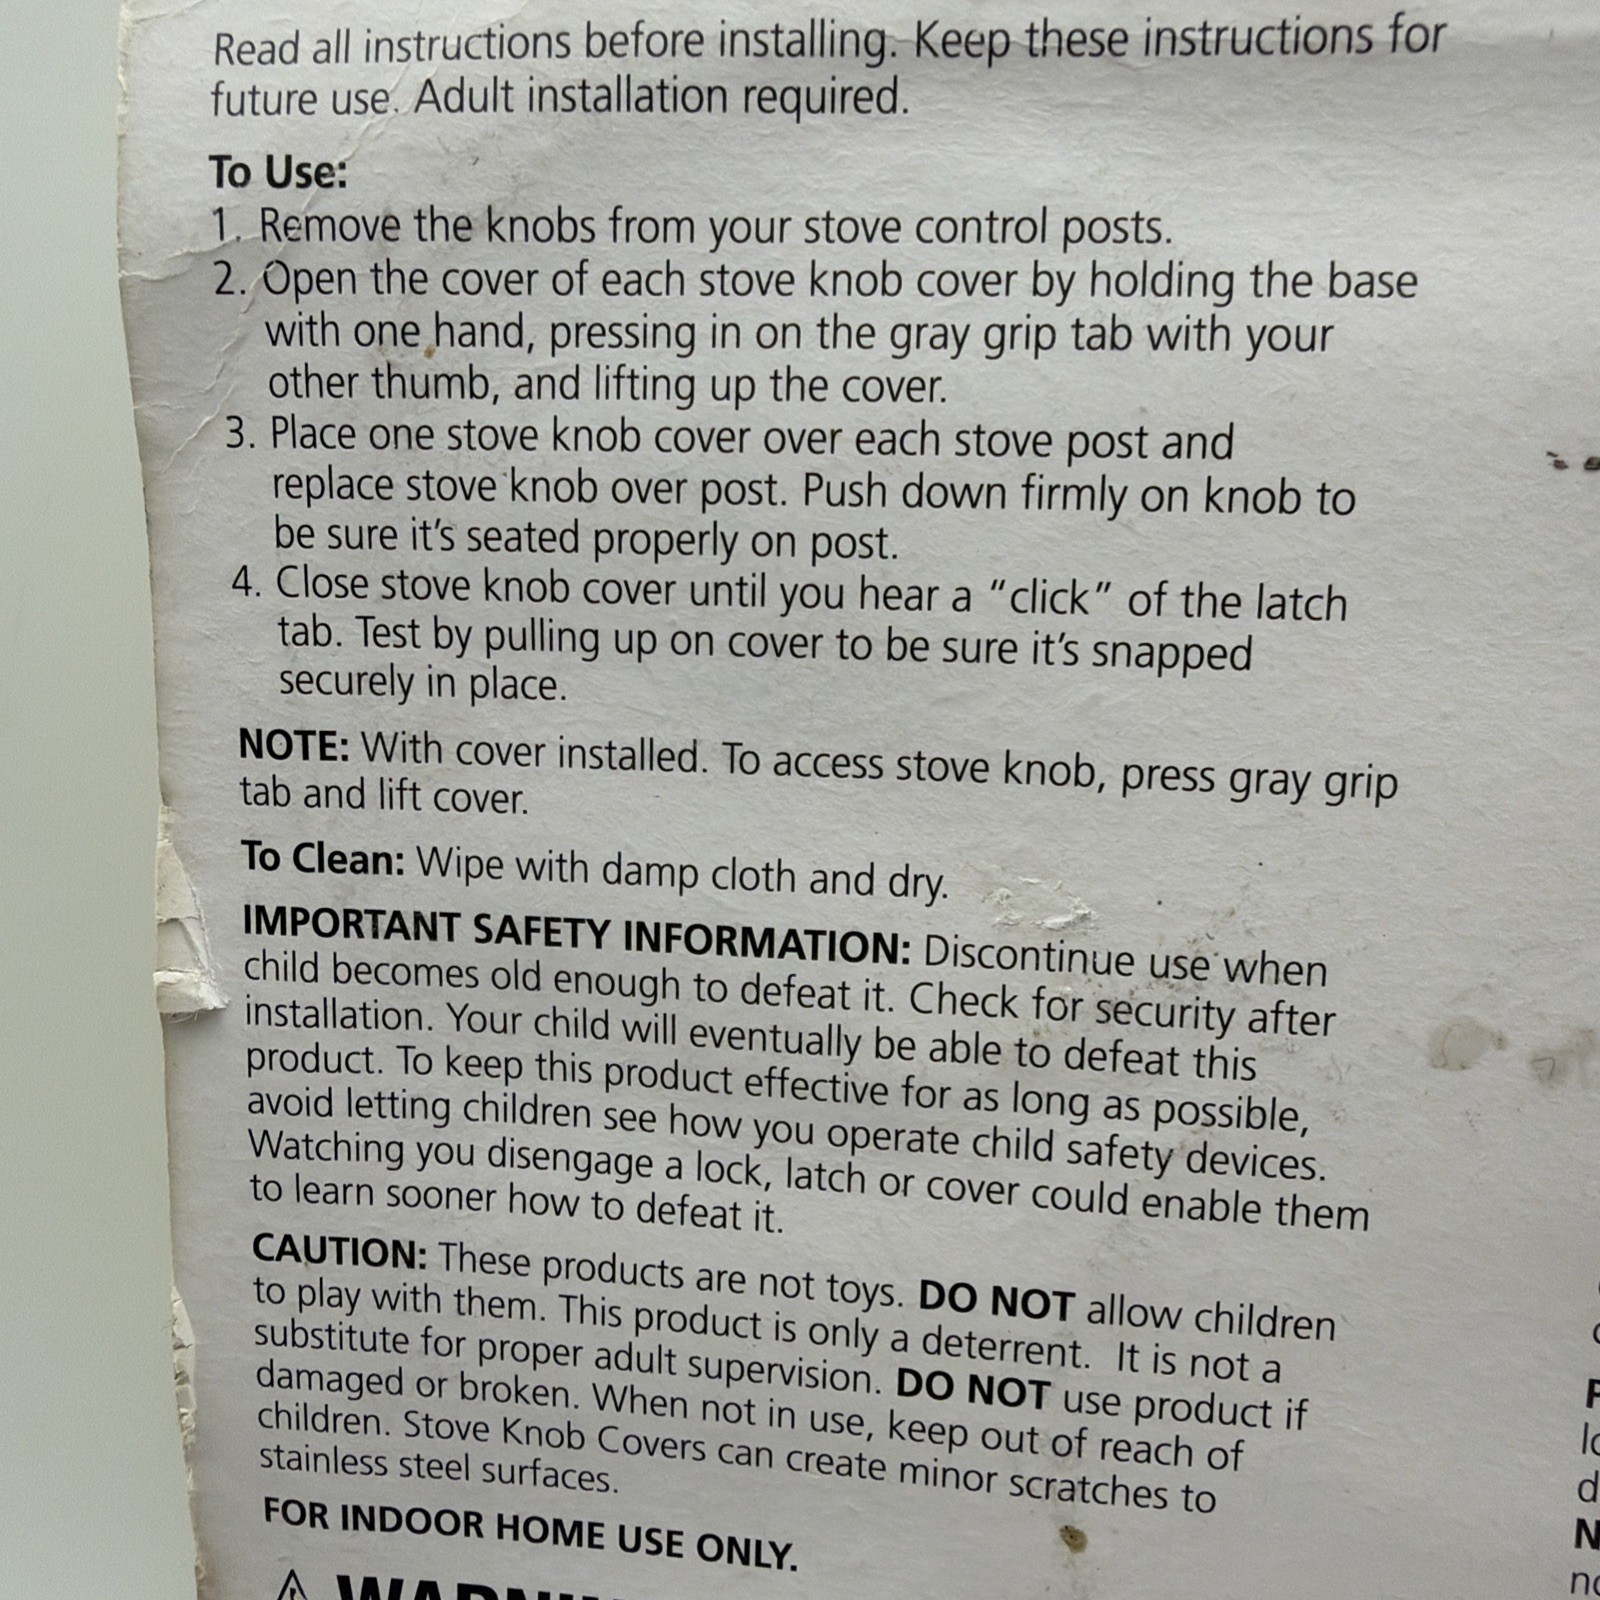 Read all instructions before installing. Keep these instructions for
future use. Adult installation required.
To Use:
1. Remove the knobs from your stove control posts.
2. Open the cover of each stove knob cover by holding the base
with one hand, pressing in on the gray grip tab with your
other thumb, and lifting up the cover.
3. Place one stove knob cover over each stove post and
replace stove knob over post. Push down firmly on knob to
be sure it's seated properly on post.
4. Close stove knob cover until you hear a "click" of the latch
tab. Test by pulling up on cover to be sure it's snapped
securely in place.
NOTE: With cover installed. To access stove knob, press gray grip
tab and lift cover.
To Clean: Wipe with damp cloth and dry.
IMPORTANT SAFETY INFORMATION: Discontinue use when
child becomes old enough to defeat it. Check for security after
installation. Your child will eventually be able to defeat this
product. To keep this product effective for as long as possible,
avoid letting children see how you operate child safety devices.
Watching you disengage a lock, latch or cover could enable them
to learn sooner how to defeat it.
CAUTION: These products are not toys. DO NOT allow children
to play with them. This product is only a deterrent. It is not a
substitute for proper adult supervision. DO NOT use product if
damaged or broken. When not in use, keep out of reach of
children. Stove Knob Covers can create minor scratches to
stainless steel surfaces.
FOR INDOOR HOME USE ONLY.